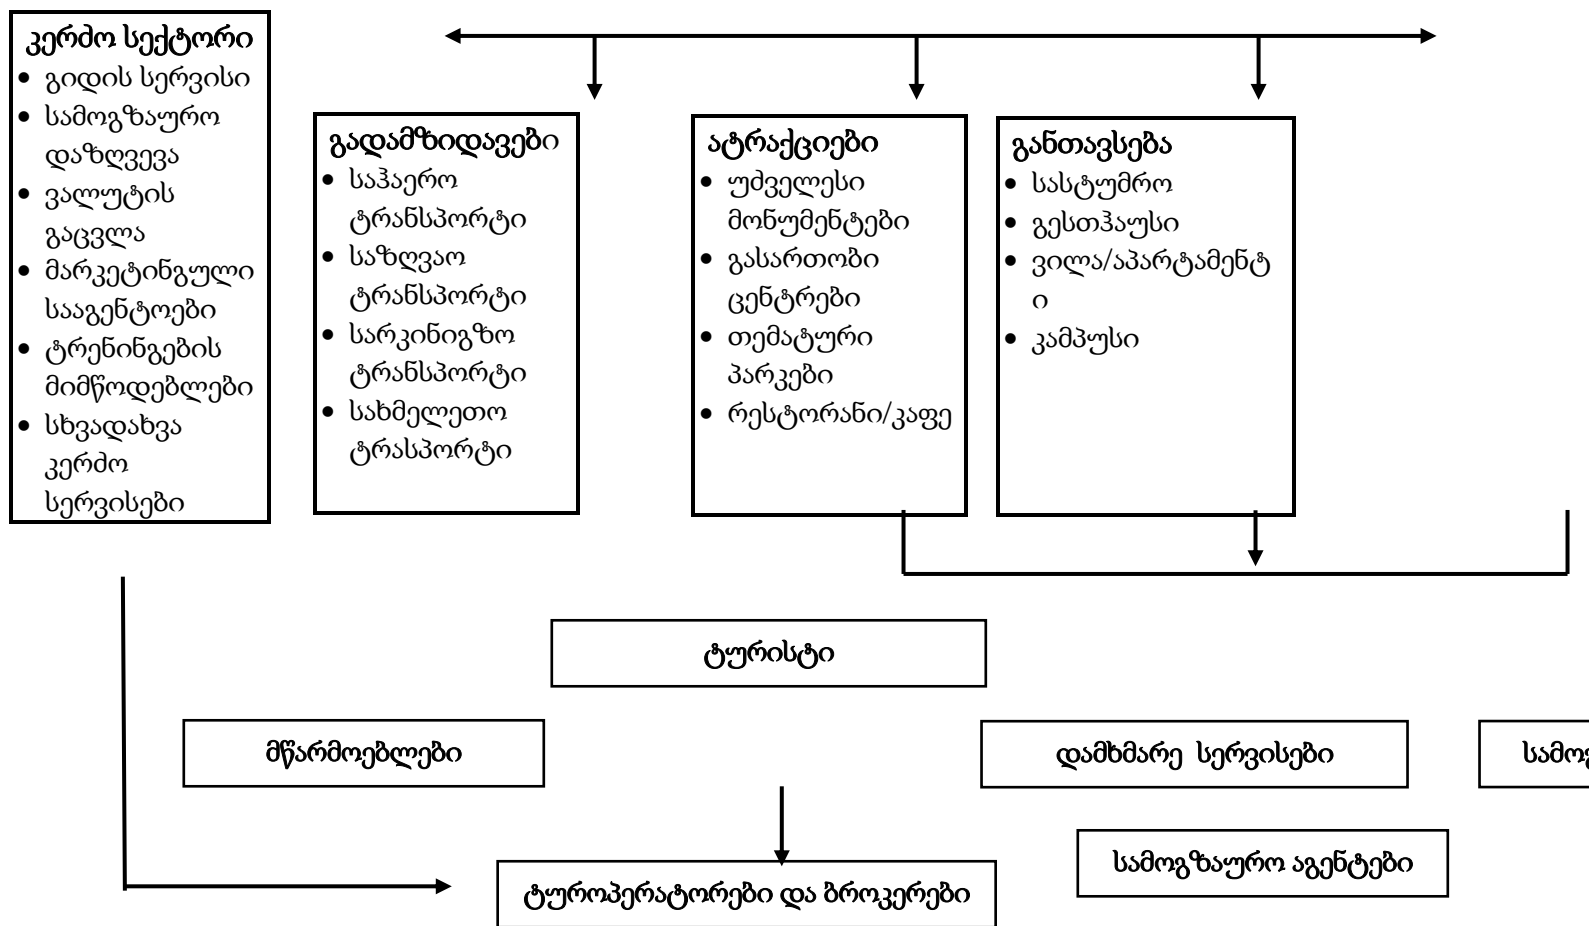 კერძო სექტორი
• გიდის სერვისი
• სამოგზაურო
დაზღვევა
• ვალუტის
გაცვლა
• მარკეტინგული
სააგენტოები
• ტრენინგების
მიმწოდებლები
• სხვადახვა
კერძო
სერვისები
გადამზიდავები
• საჰაერო
ტრანსპორტი
• საზღვაო
ტრანსპორტი
• სარკინიგზო
ტრანსპორტი
• სახმელეთო
ტრასპორტი
ატრაქციები
• უძველესი
მონუმენტები
• გასართობი
ცენტრები
• თემატური
პარკები
• რესტორანი/კაფე
განთავსება
• სასტუმრო
• გესთჰაუსი
• ვილა/აპარტამენტ
ი
• კამპუსი
ტურისტი
მწარმოებლები
დამხმარე სერვისები
სამოგზაურო აგენტები
ტუროპერატორები და ბროკერები